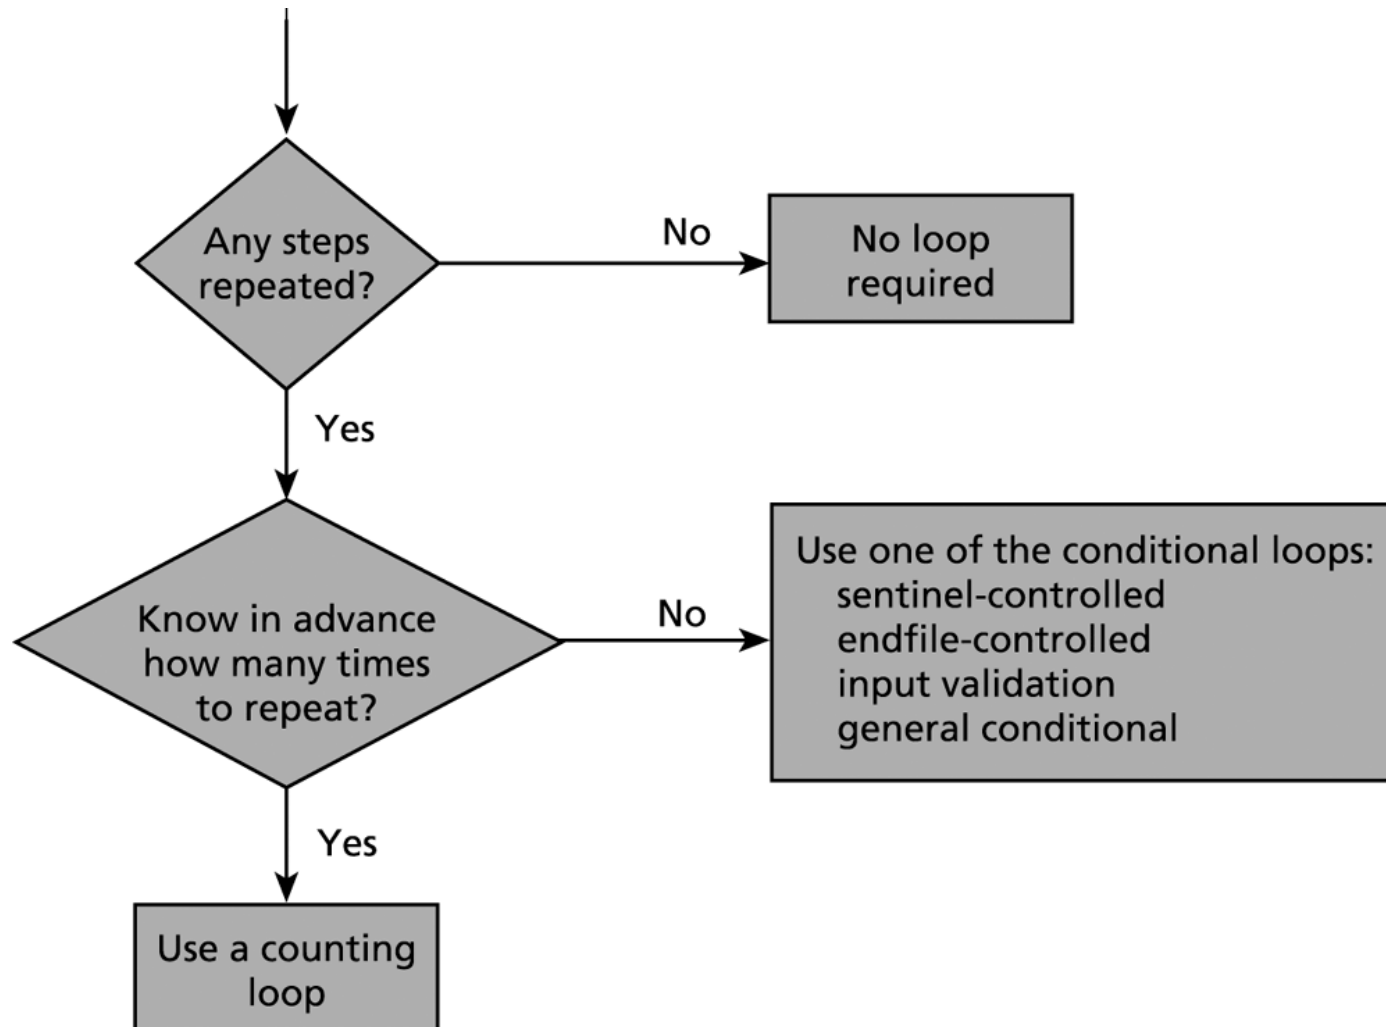 Any steps
repeated?
No
No loop
required
Yes
Know in advance
how many times
to repeat?
No
Use one of the conditional loops:
sentinel-controlled
endfile-controlled
input validation
general conditional
Yes
Use a counting
loop